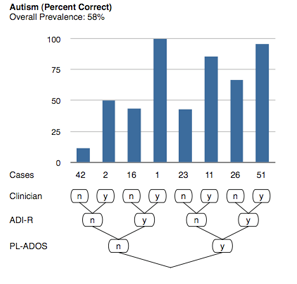 Autism (Percent Correct)
Overall Prevalence: 58%
100
75
50
25
0
Cases 42 2 16 1 23 11 26 51
Clinician n y n y n y n y
ADI-R n y n y
PL-ADOS n y